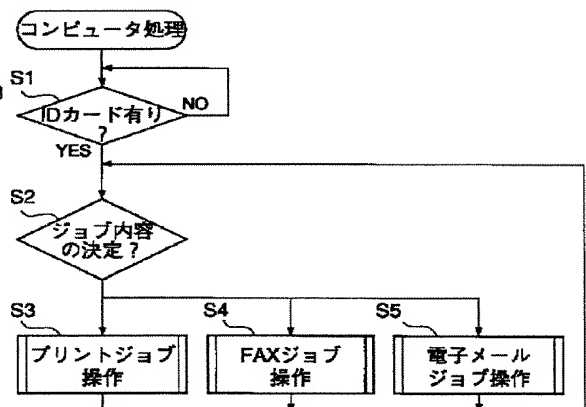 コンピュータ処理
S1
IDカード有り
?
NO
YES
S2
ジョブ内容
の決定?
S3
プリントジョブ
操作
S4
FAXジョブ
操作
S5
電子メール
ジョブ操作